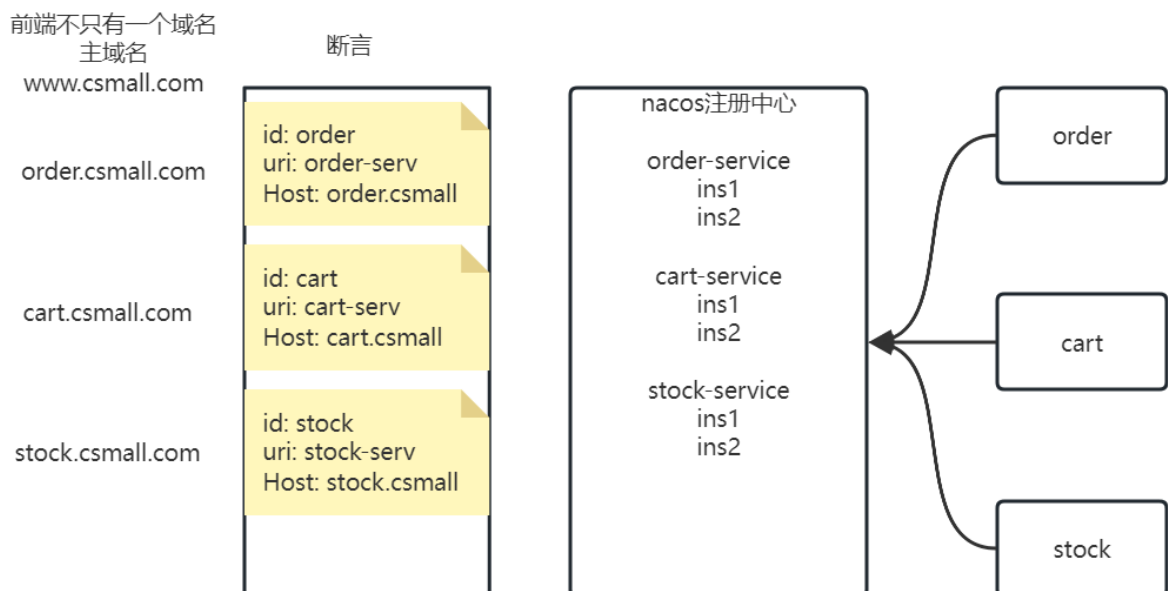 前端不只有一个域名
主域名
www.csmall.com
order.csmall.com
cart.csmall.com
stock.csmall.com
断言
id: order
uri: order-serv
Host: order.csmall
id: cart
uri: cart-serv
Host: cart.csmall
id: stock
uri: stock-serv
Host: stock.csmall
nacos注册中心
order-service
ins1
ins2
cart-service
ins1
ins2
stock-service
ins1
ins2
order
cart
stock